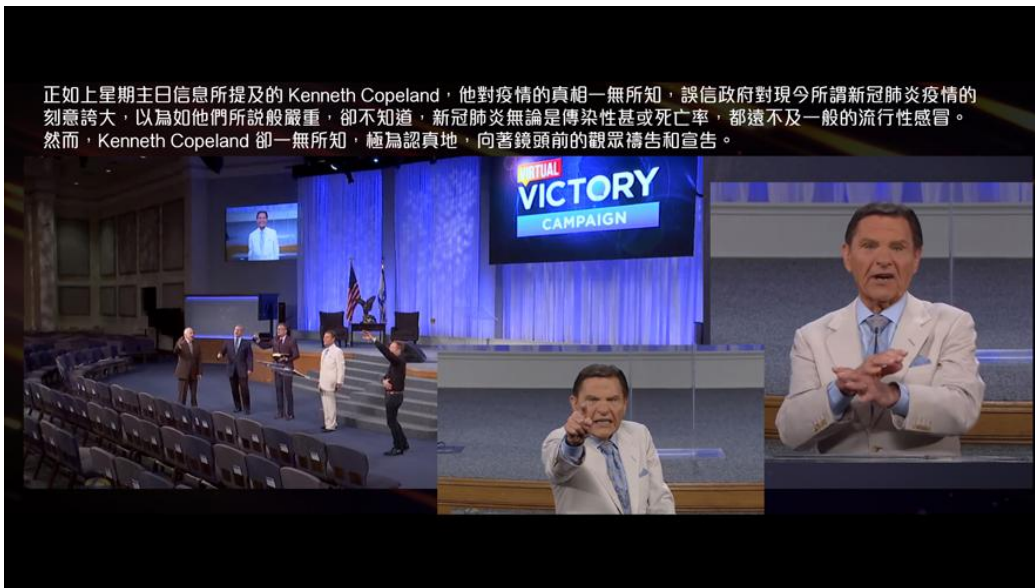 正如上星期主日信息所提及的 Kenneth Copeland，他對疫情的真相一無所知，誤信政府對現今所謂新冠肺炎疫情的
刻意誇大，以為如他們所說般嚴重，卻不知道，新冠肺炎無論是傳染性甚或死亡率，都遠不及一般的流行性感冒。
然而，Kenneth Copeland 卻一無所知，極為認真地，向著鏡頭前的觀眾禱告和宣告。
VIRTUAL
VICTORY
CAMPAIGN